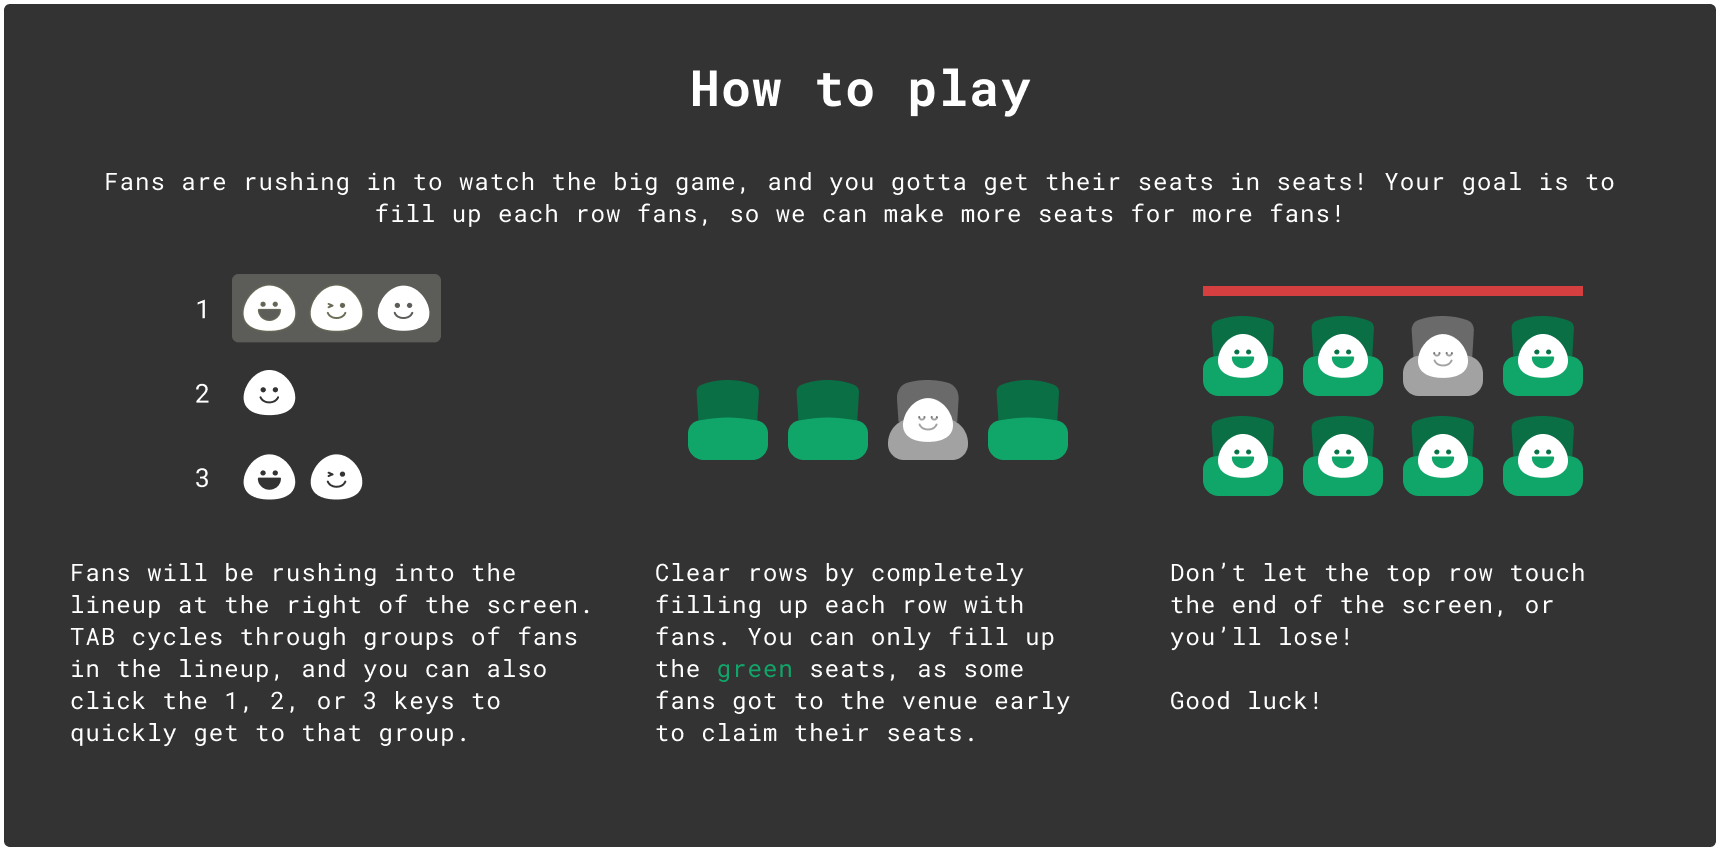 How to play
Fans are rushing in to watch the big game, and you gotta get their seats in seats! Your goal is to
fill up each row fans, so we can make more seats for more fans!
1
2
3
Fans will be rushing into the
lineup at the right of the screen.
TAB cycles through groups of fans
in the lineup, and you can also
click the 1, 2, or 3 keys to
quickly get to that group.
Clear rows by completely
filling up each row with
fans. You can only fill up
the green seats, as some
fans got to the venue early
to claim their seats.
Don’t let the top row touch
the end of the screen, or
you’ll lose!
Good luck!